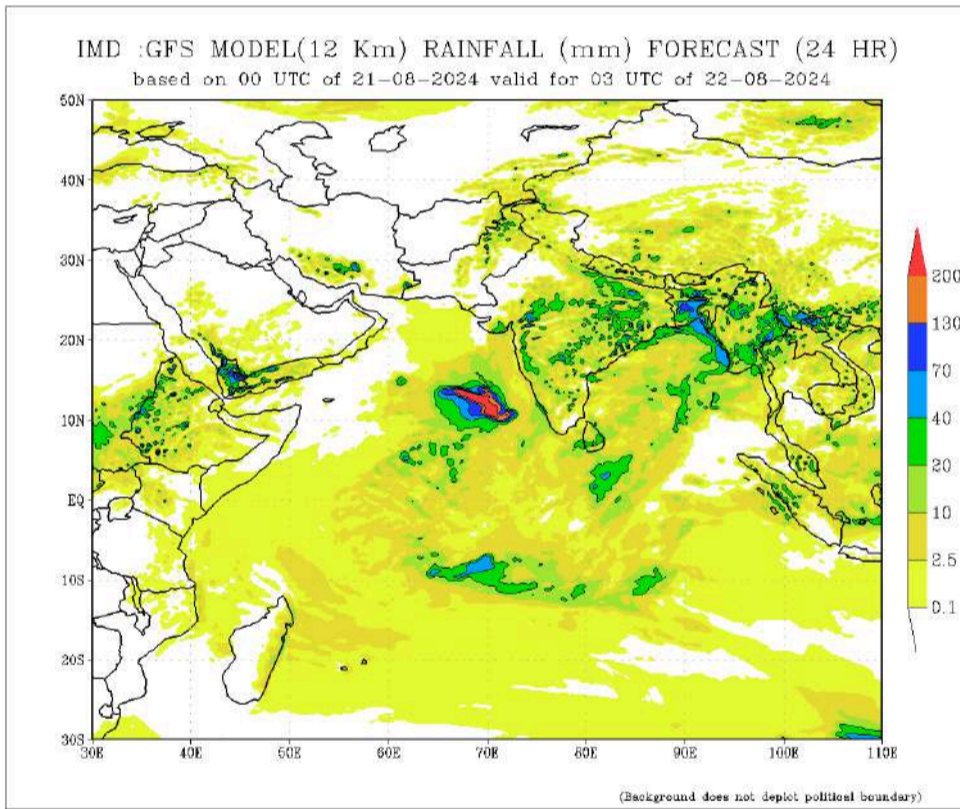 IMD :GFS MODEL(12 Km) RAINFALL (mm) FORECAST (24 HR)
based on 00 UTC of 21-08-2024 valid for 03 UTC of 22-08-2024
50N
40N
30N
20N
10N
EQ
10S
20S
30S
30E 40E 50E 60E 70E 80E 90E 100E 110E
200
130
70
40
20
10
2.5
0.1
(Background does not depict political boundary)